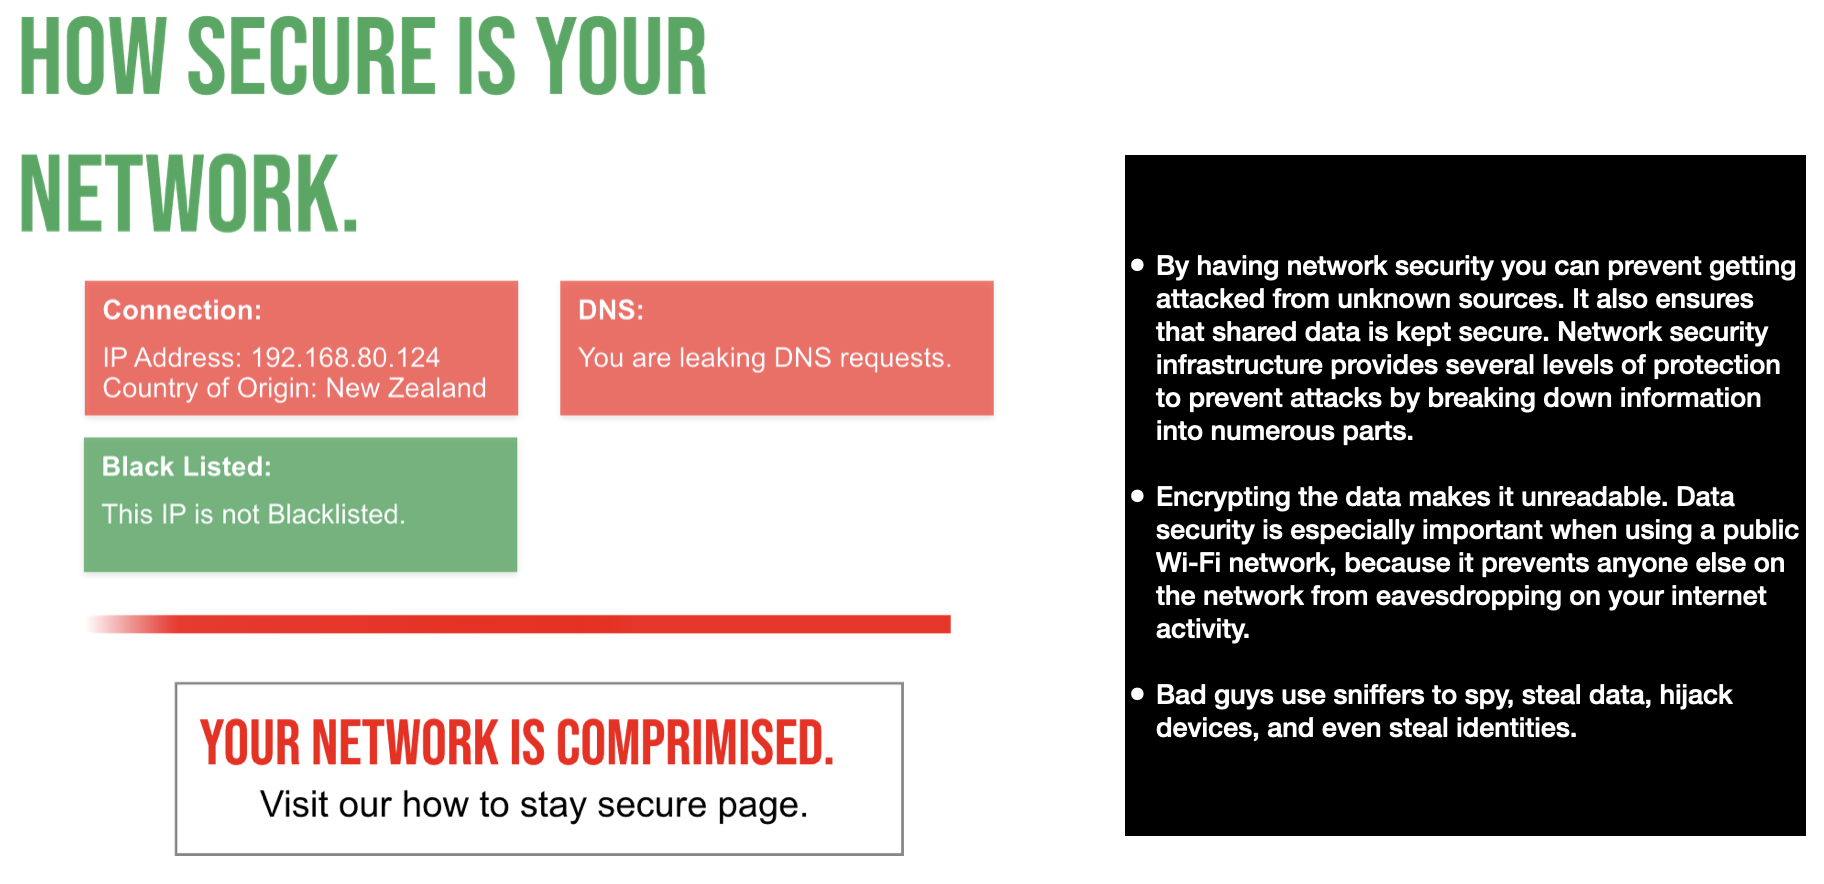 HOW SECURE IS YOUR
NETWORK.
Connection:
IP Address: 192.168.80.124
Country of Origin: New Zealand
DNS:
You are leaking DNS requests.
Black Listed:
This IP is not Blacklisted.
YOUR NETWORK IS COMPRIMISED.
Visit our how to stay secure page.
• By having network security you can prevent getting
attacked from unknown sources. It also ensures
that shared data is kept secure. Network security
infrastructure provides several levels of protection
to prevent attacks by breaking down information
into numerous parts.
• Encrypting the data makes it unreadable. Data
security is especially important when using a public
Wi-Fi network, because it prevents anyone else on
the network from eavesdropping on your internet
activity.
• Bad guys use sniffers to spy, steal data, hijack
devices, and even steal identities.